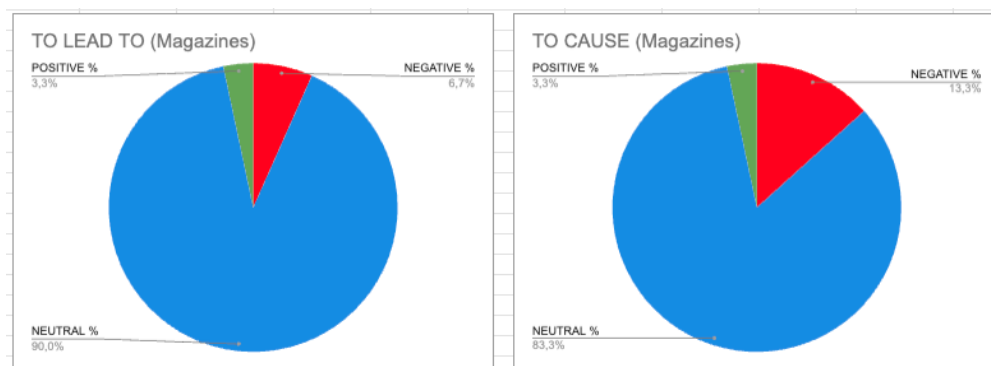 TO LEAD TO (Magazines)
POSITIVE %
3,3%
NEGATIVE %
6,7%
NEUTRAL %
90,0%
TO CAUSE (Magazines)
POSITIVE %
3,3%
NEGATIVE %
13,3%
NEUTRAL %
83,3%